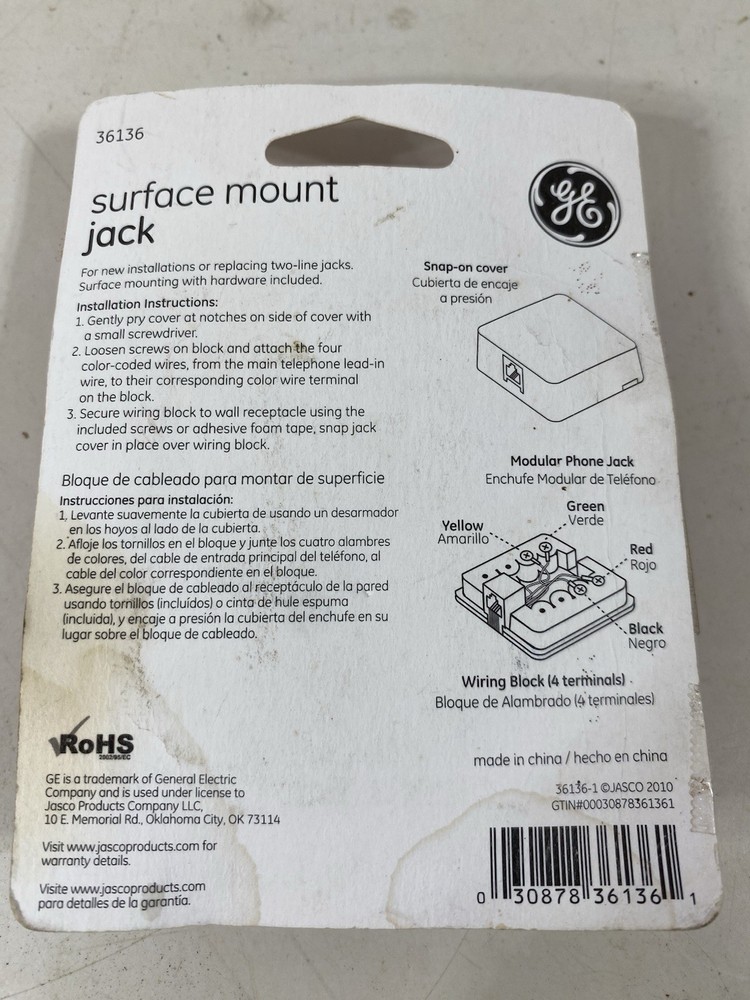 36136
GE
surface mount
jack
For new installations or replacing two-line jacks.
Surface mounting with hardware included.
Installation Instructions:
1. Gently pry cover at notches on side of cover with
a small screwdriver.
2. Loosen screws on block and attach the four
color-coded wires, from the main telephone lead-in
wire, to their corresponding color wire terminal
on the block.
3. Secure wiring block to wall receptacle using the
included screws or adhesive foam tape, snap jack
cover in place over wiring block.
Bloque de cableado para montar de superficie
Instrucciones para instalación:
1. Levante suavemente la cubierta de usando un desarmador
en los hoyos al lado de la cubierta.
2. Afloje los tornillos en el bloque y junte los cuatro alambres
de colores, del cable de entrada principal del teléfono, al
cable del color correspondiente en el bloque.
3. Asegure el bloque de cableado al receptáculo de la pared
usando tornillos (incluídos) o cinta de hule espuma
(incluida), y encaje a presión la cubierta del enchufe en su
lugar sobre el bloque de cableado.
Snap-on cover
Cubierta de encaje
a presión
Modular Phone Jack
Enchufe Modular de Teléfono
Green
Verde
Yellow
Amarillo
Red
Rojo
Black
Negro
Wiring Block (4 terminals)
Bloque de Alambrado (4 terminales)
RoHS
2002/95/EC
GE is a trademark of General Electric
Company and is used under license to
Jasco Products Company LLC,
10 E. Memorial Rd., Oklahoma City, OK 73114
Visit www.jascoproducts.com for
warranty details.
Visite www.jascoproducts.com
para detalles de la garantía.
made in china / hecho en china
36136-1 ©JASCO 2010
GTIN#00030878361361
0 30878 36136 1